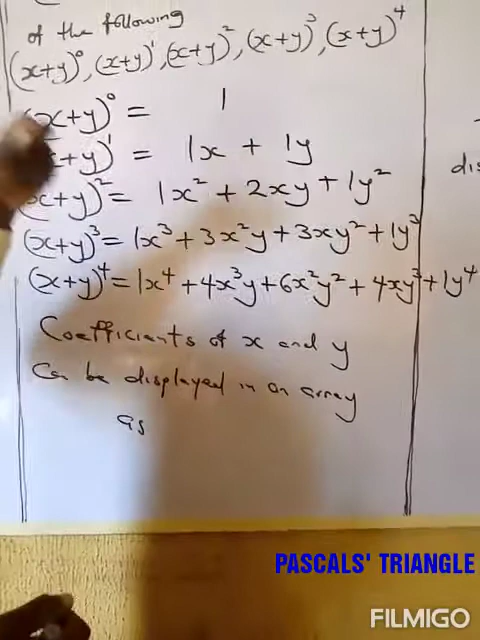 of the following
(x+y)⁰, (x+y)¹, (x+y)², (x+y)³, (x+y)⁴
(x+y)⁰ = 1
x+y)¹ = 1x + 1y
(x+y)² = 1x² + 2xy + 1y²
(x+y)³ = 1x³ + 3x²y + 3xy² + 1y³
(x+y)⁴ = 1x⁴ + 4x³y + 6x²y² + 4xy³ + 1y⁴
Coefficients of x and y
Can be displayed in an array
as
PASCALS' TRIANGLE
FILMIGO